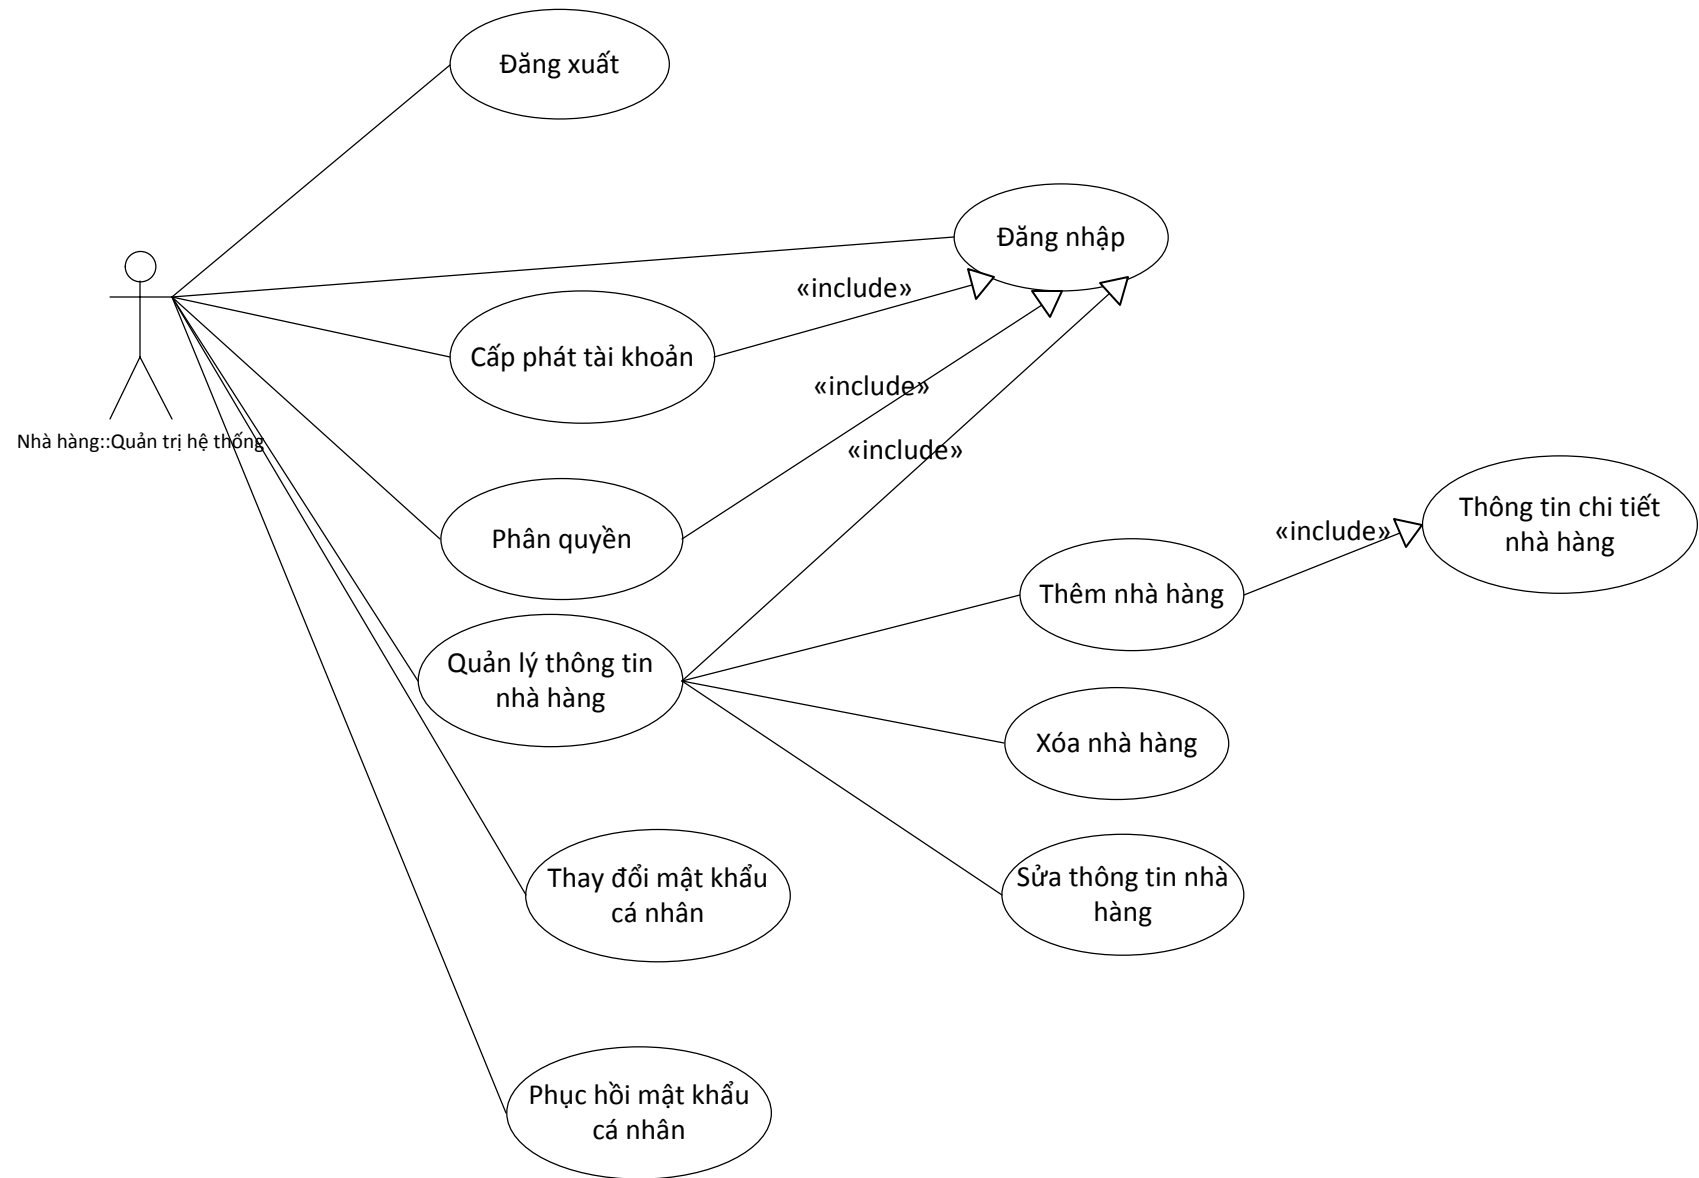 Đăng xuất
Đăng nhập
«include»
Cấp phát tài khoản
«include»
Nhà hàng::Quản trị hệ thống
«include»
Thông tin chi tiết
nhà hàng
«include»
Phân quyền
Thêm nhà hàng
Quản lý thông tin
nhà hàng
Xóa nhà hàng
Thay đổi mật khẩu
cá nhân
Sửa thông tin nhà
hàng
Phục hồi mật khẩu
cá nhân